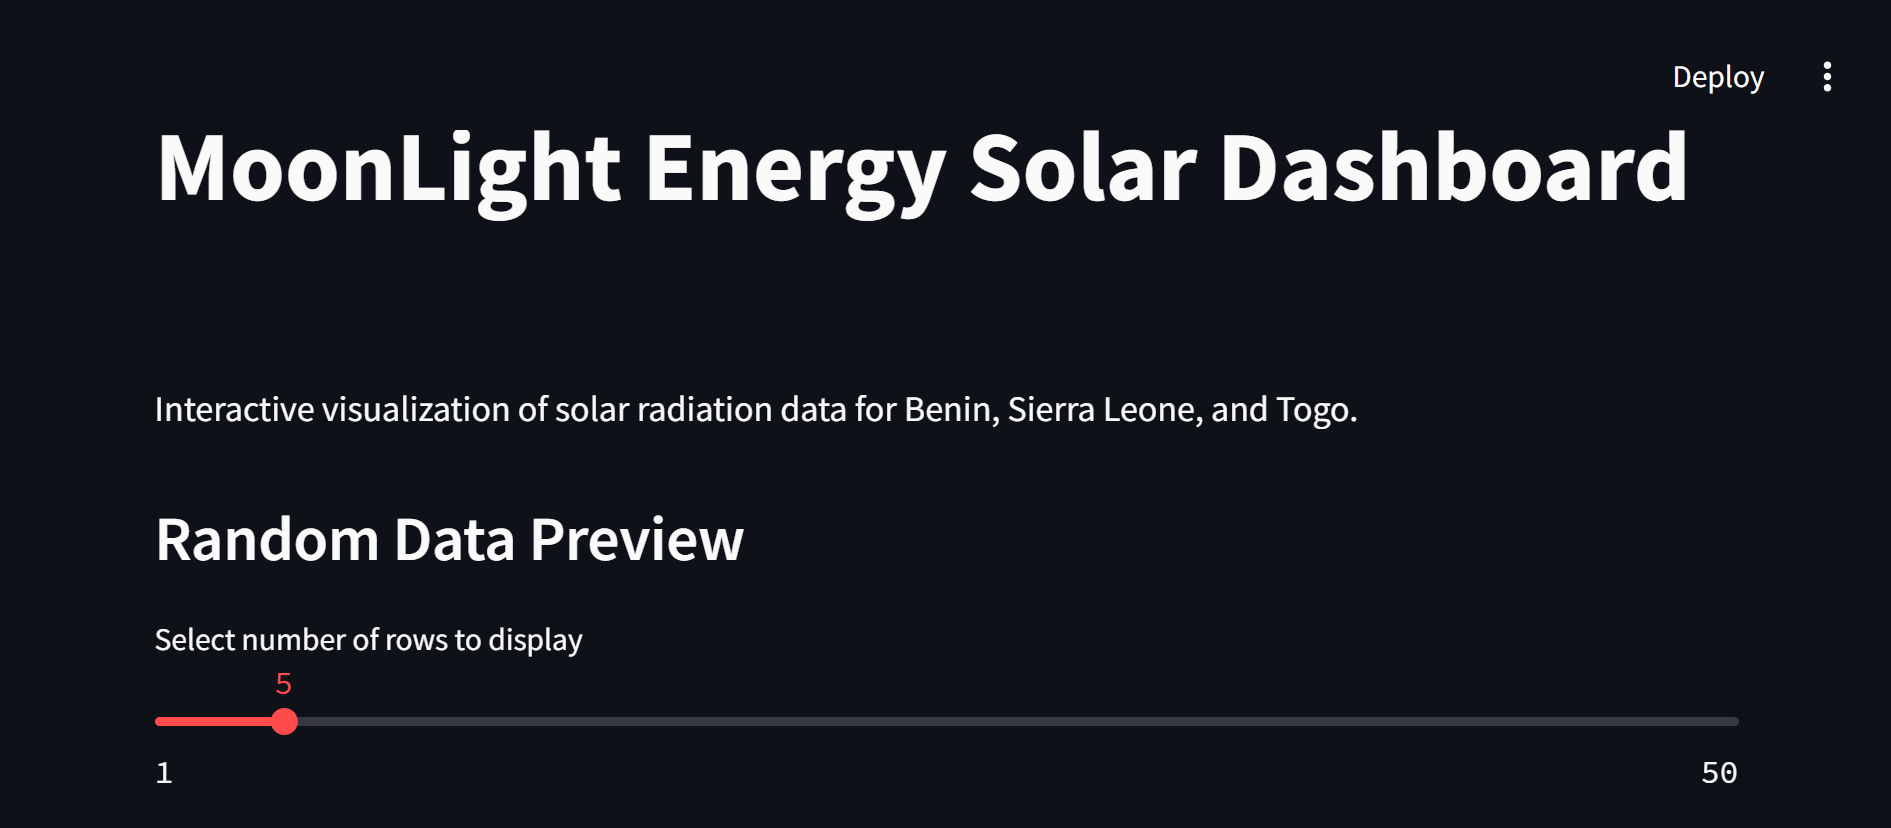 Deploy
MoonLight Energy Solar Dashboard
Interactive visualization of solar radiation data for Benin, Sierra Leone, and Togo.
Random Data Preview
Select number of rows to display
5
1
50